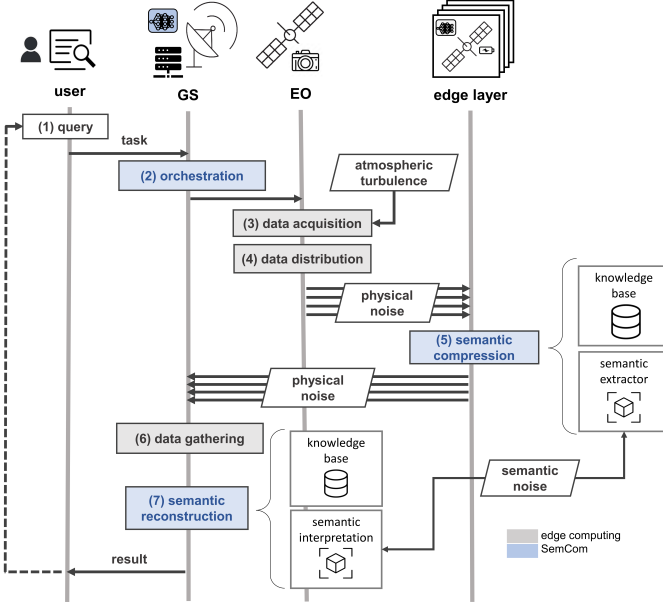 user
GS
EO
edge layer
(1) query
task
(2) orchestration
atmospheric
turbulence
(3) data acquisition
(4) data distribution
physical
noise
knowledge
base
(5) semantic
compression
semantic
extractor
physical
noise
(6) data gathering
knowledge
base
semantic
noise
(7) semantic
reconstruction
semantic
interpretation
edge computing
SemCom
result